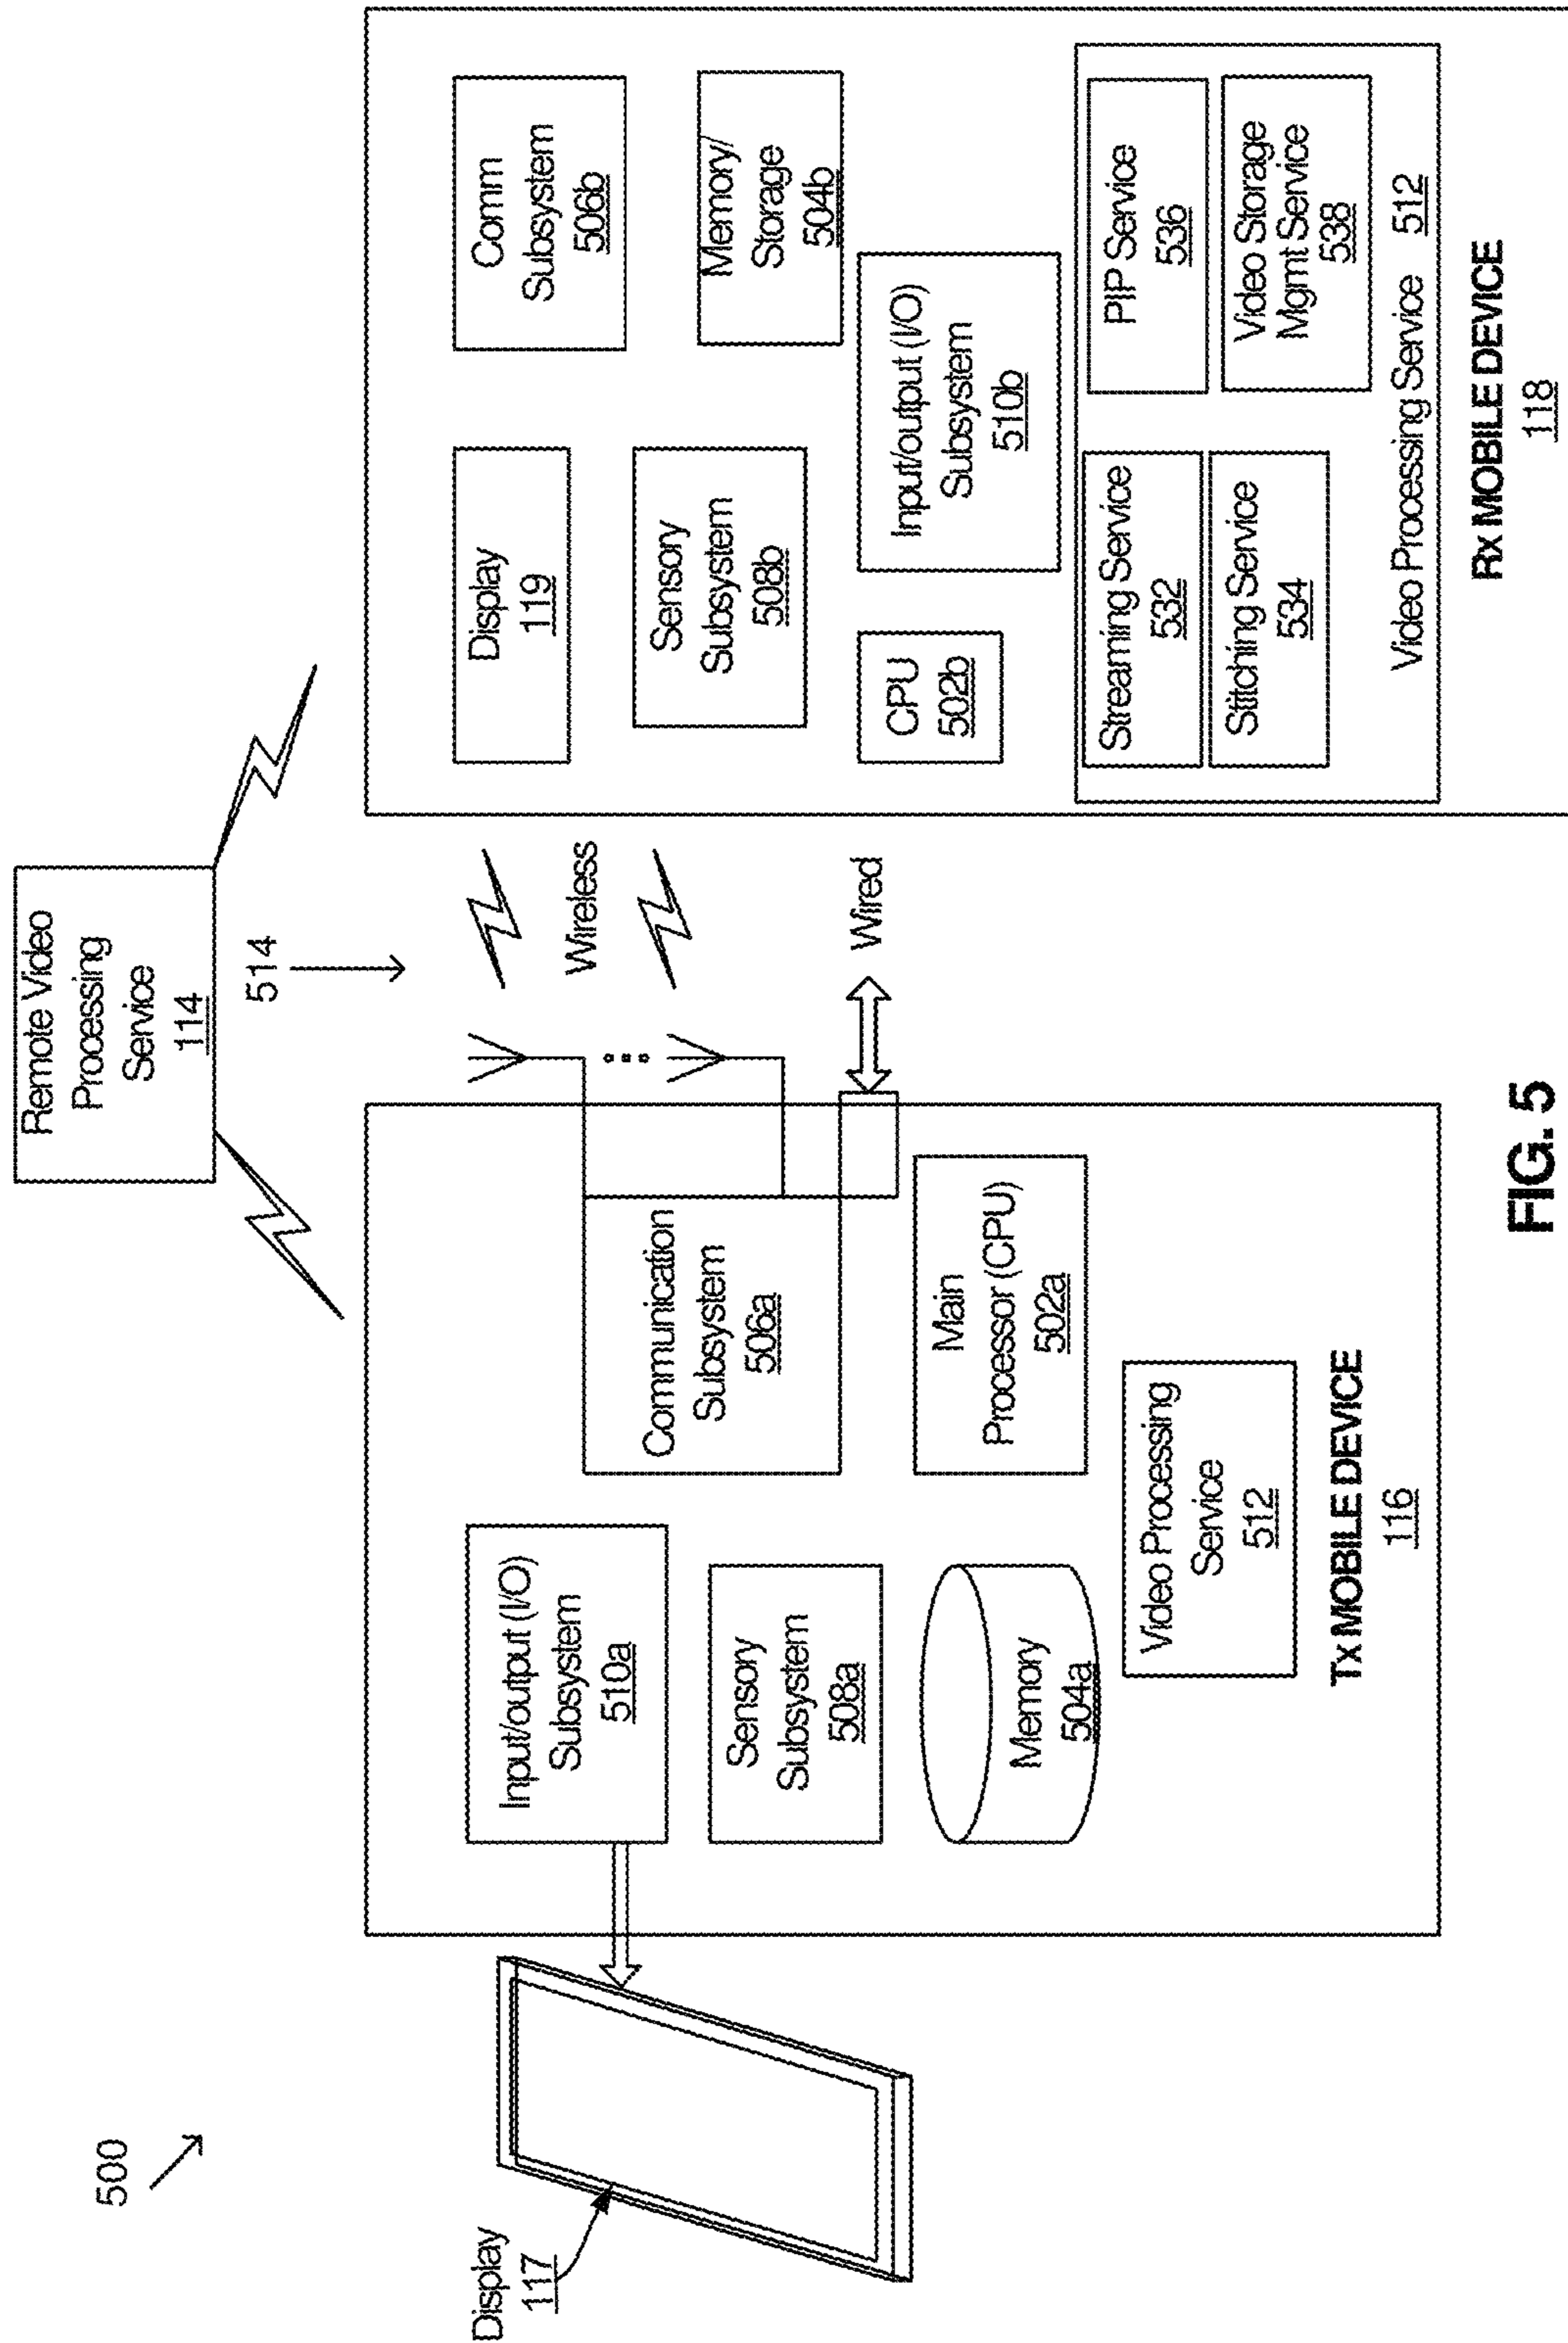 500
Remote Video
Processing
Service
114
514
Display
117
Input/output (I/O)
Subsystem
510a
Sensory
Subsystem
508a
Memory
504a
Communication
Subsystem
506a
Main
Processor (CPU)
502a
Video Processing
Service
512
Tx MOBILE DEVICE
116
Wireless
Wired
Display
119
Comm
Subsystem
506b
Sensory
Subsystem
508b
Memory/
Storage
504b
CPU
502b
Input/output (I/O)
Subsystem
510b
Streaming Service
532
PIP Service
536
Stitching Service
534
Video Storage
Mgmt Service
538
Video Processing Service 512
Rx MOBILE DEVICE
118
FIG. 5